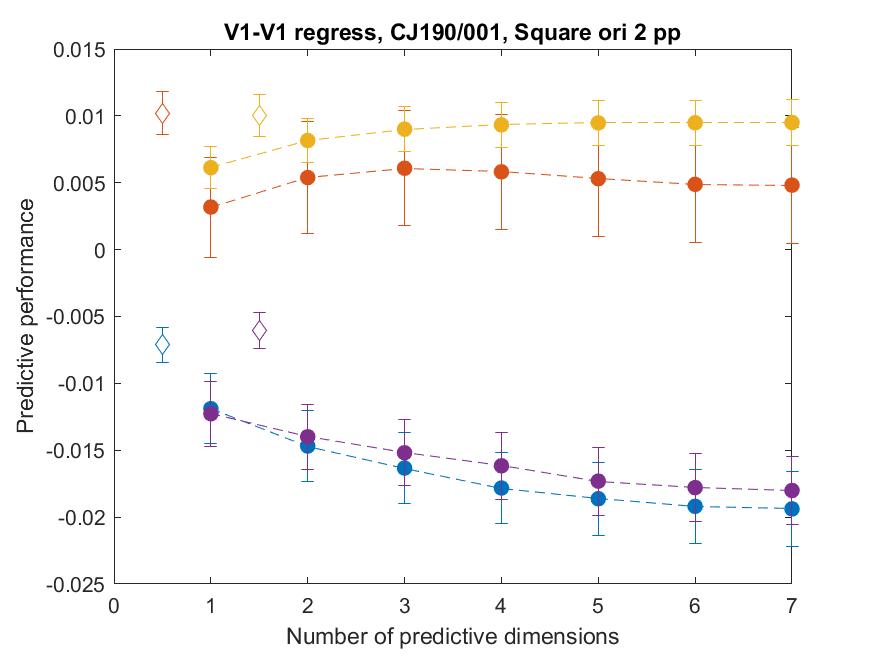 V1-V1 regress, CJ190/001, Square ori 2 pp
0.015
0.01
0.005
0
-0.005
-0.01
-0.015
-0.02
-0.025
Predictive performance
0 1 2 3 4 5 6 7
Number of predictive dimensions